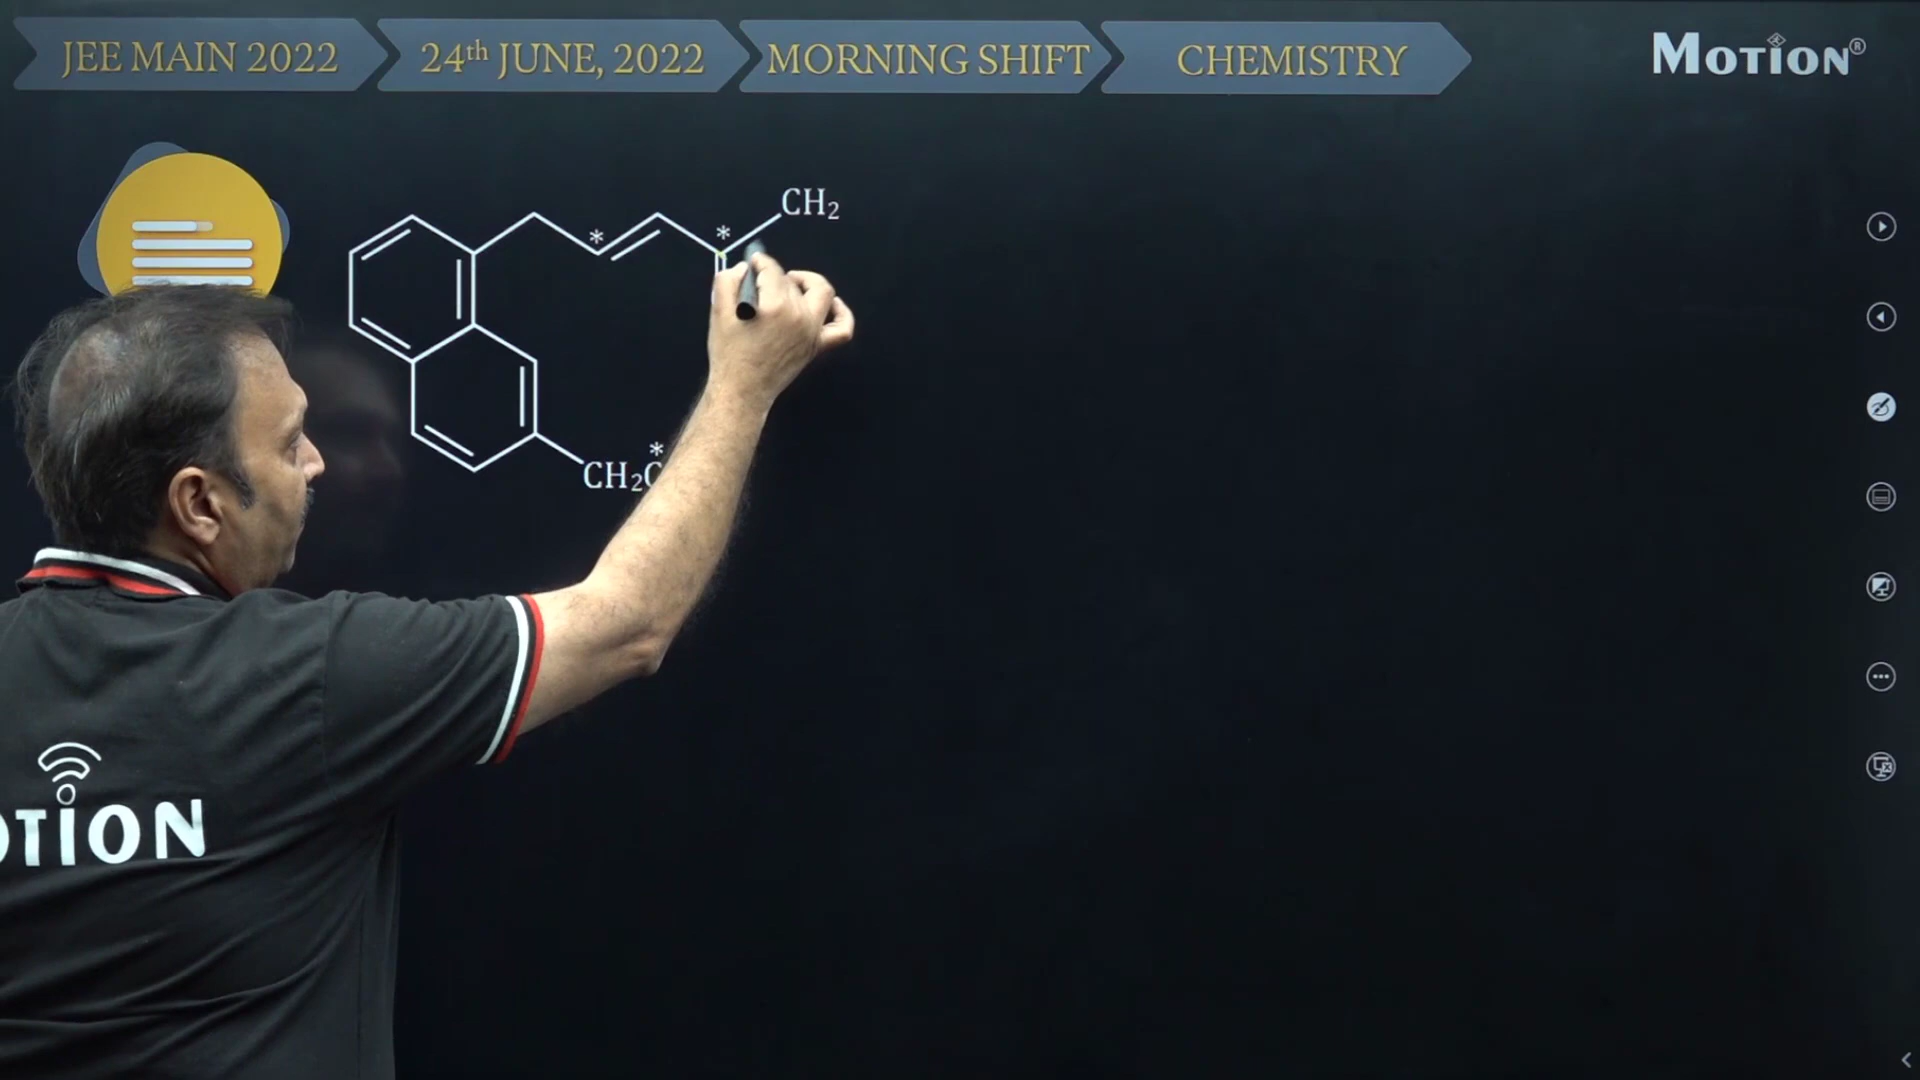 JEE MAIN 2022
24th JUNE, 2022
MORNING SHIFT
CHEMISTRY
MOTION®
*
*
CH₂
*
CH₂C
OTION